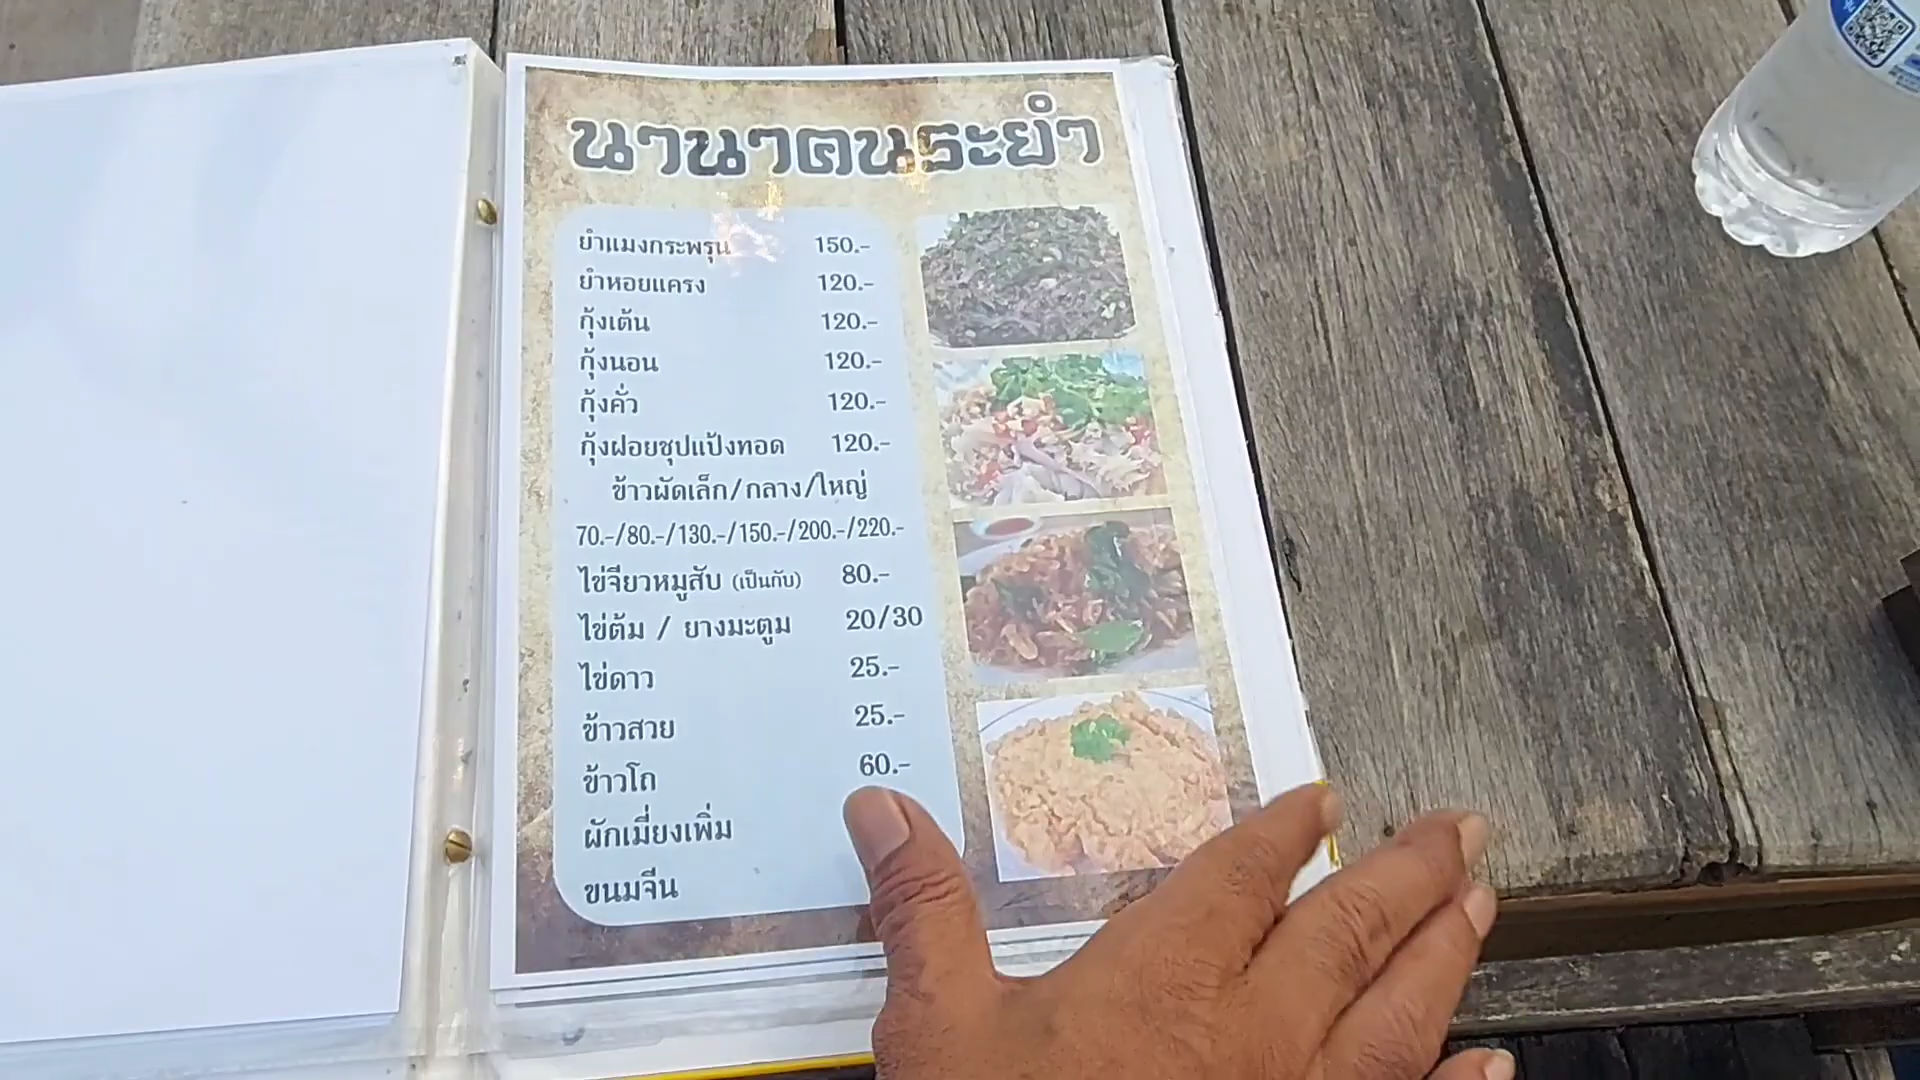 นานาคนระยำ
ยำแมงกระพรุน 150.-
ยำหอยแครง 120.-
กุ้งเต้น 120.-
กุ้งนอน 120.-
กุ้งคั่ว 120.-
กุ้งฝอยชุปแป้งทอด 120.-
ข้าวผัดเล็ก/กลาง/ใหญ่
70.-/80.-/130.-/150.-/200.-/220.-
ไข่เจียวหมูสับ (เป็นกับ) 80.-
ไข่ต้ม / ยางมะตูม 20/30
ไข่ดาว 25.-
ข้าวสวย 25.-
ข้าวโถ 60.-
ผักเมี่ยงเพิ่ม
ขนมจีน